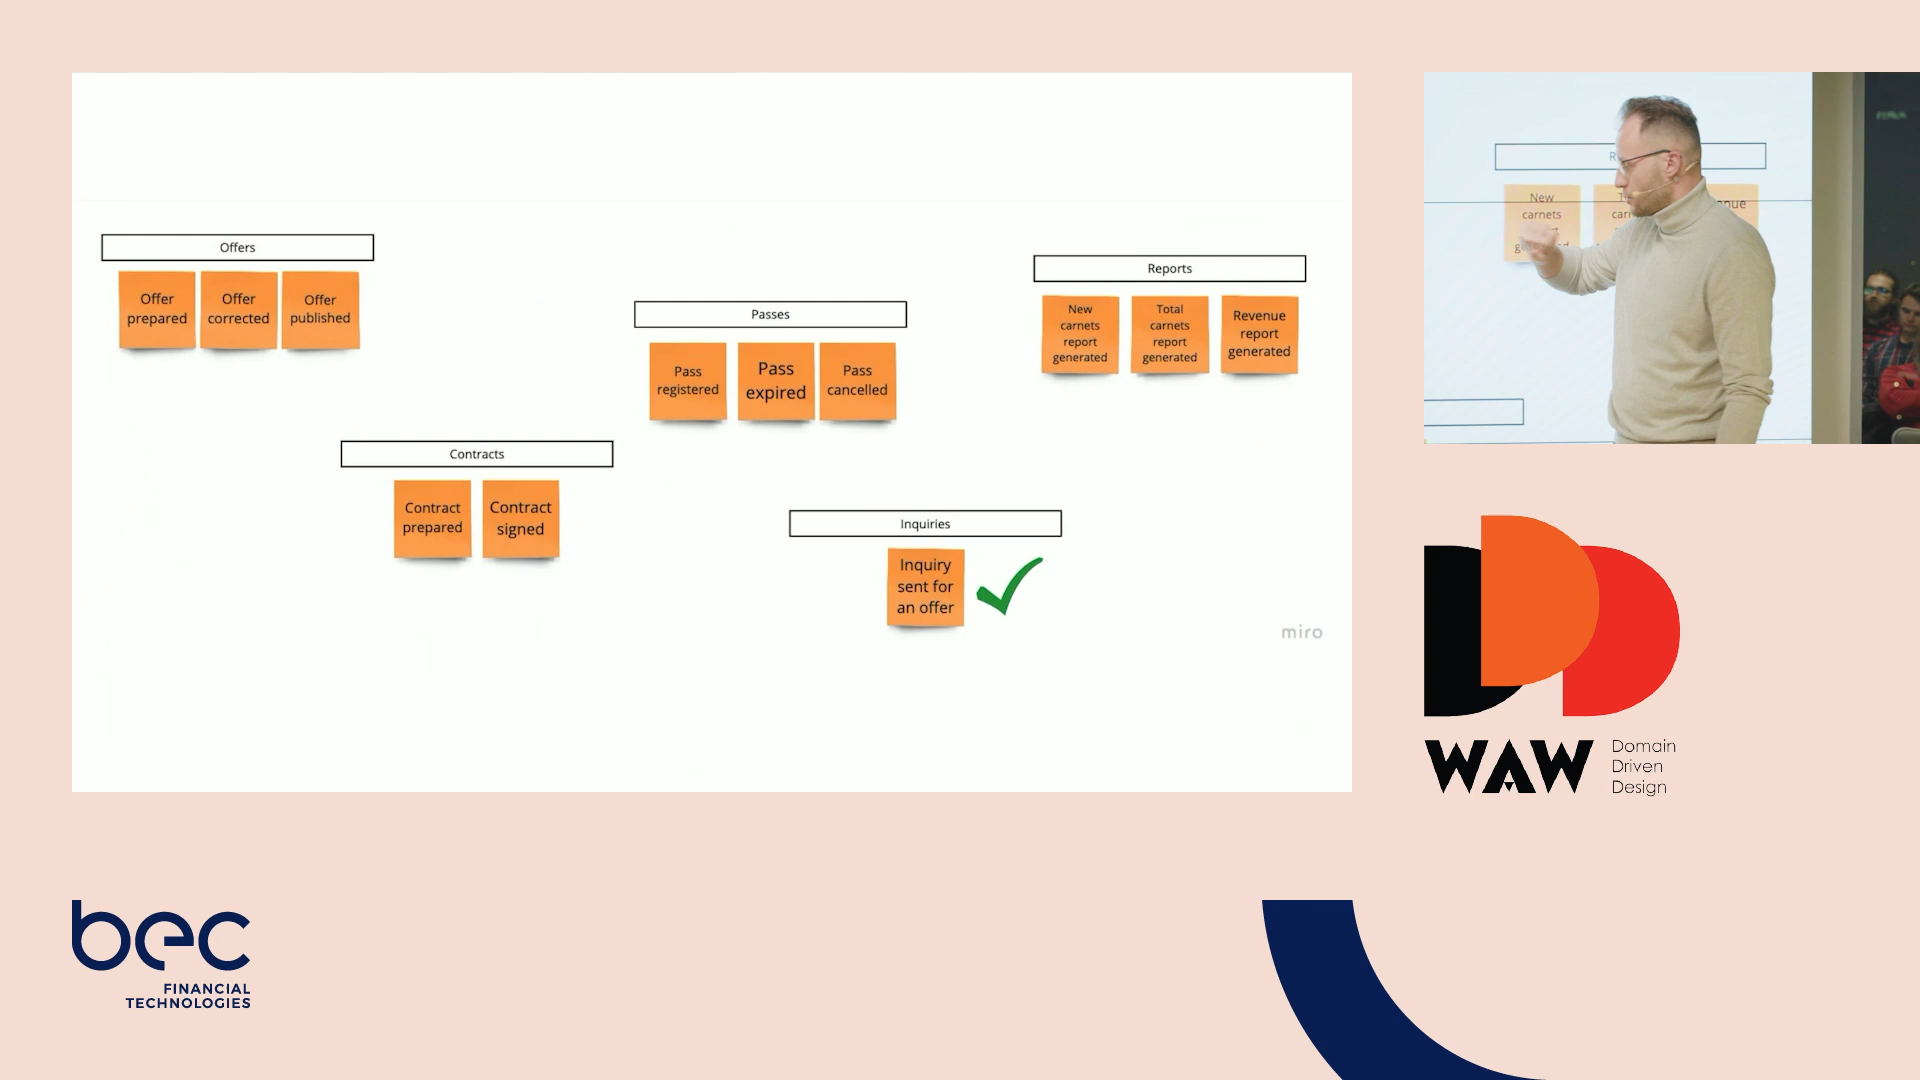 Offers
Offer
prepared
Offer
corrected
Offer
published
Passes
Pass
registered
Pass
expired
Pass
cancelled
Reports
New
carnets
report
generated
Total
carnets
report
generated
Revenue
report
generated
Contracts
Contract
prepared
Contract
signed
Inquiries
Inquiry
sent for
an offer
miro
New
carnets
WAW
Domain
Driven
Design
bec
FINANCIAL
TECHNOLOGIES